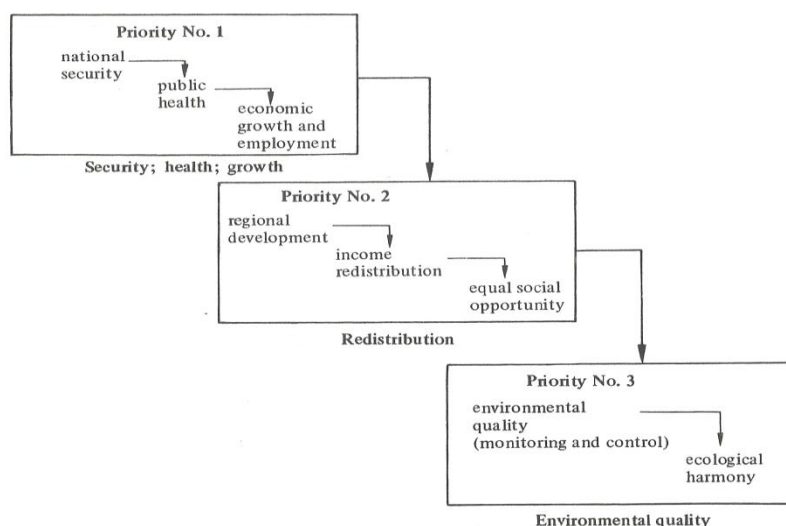 Priority No. 1
national
security
public
health
economic
growth and
employment
Security; health; growth
Priority No. 2
regional
development
income
redistribution
equal social
opportunity
Redistribution
Priority No. 3
environmental
quality
(monitoring and control)
ecological
harmony
Environmental quality